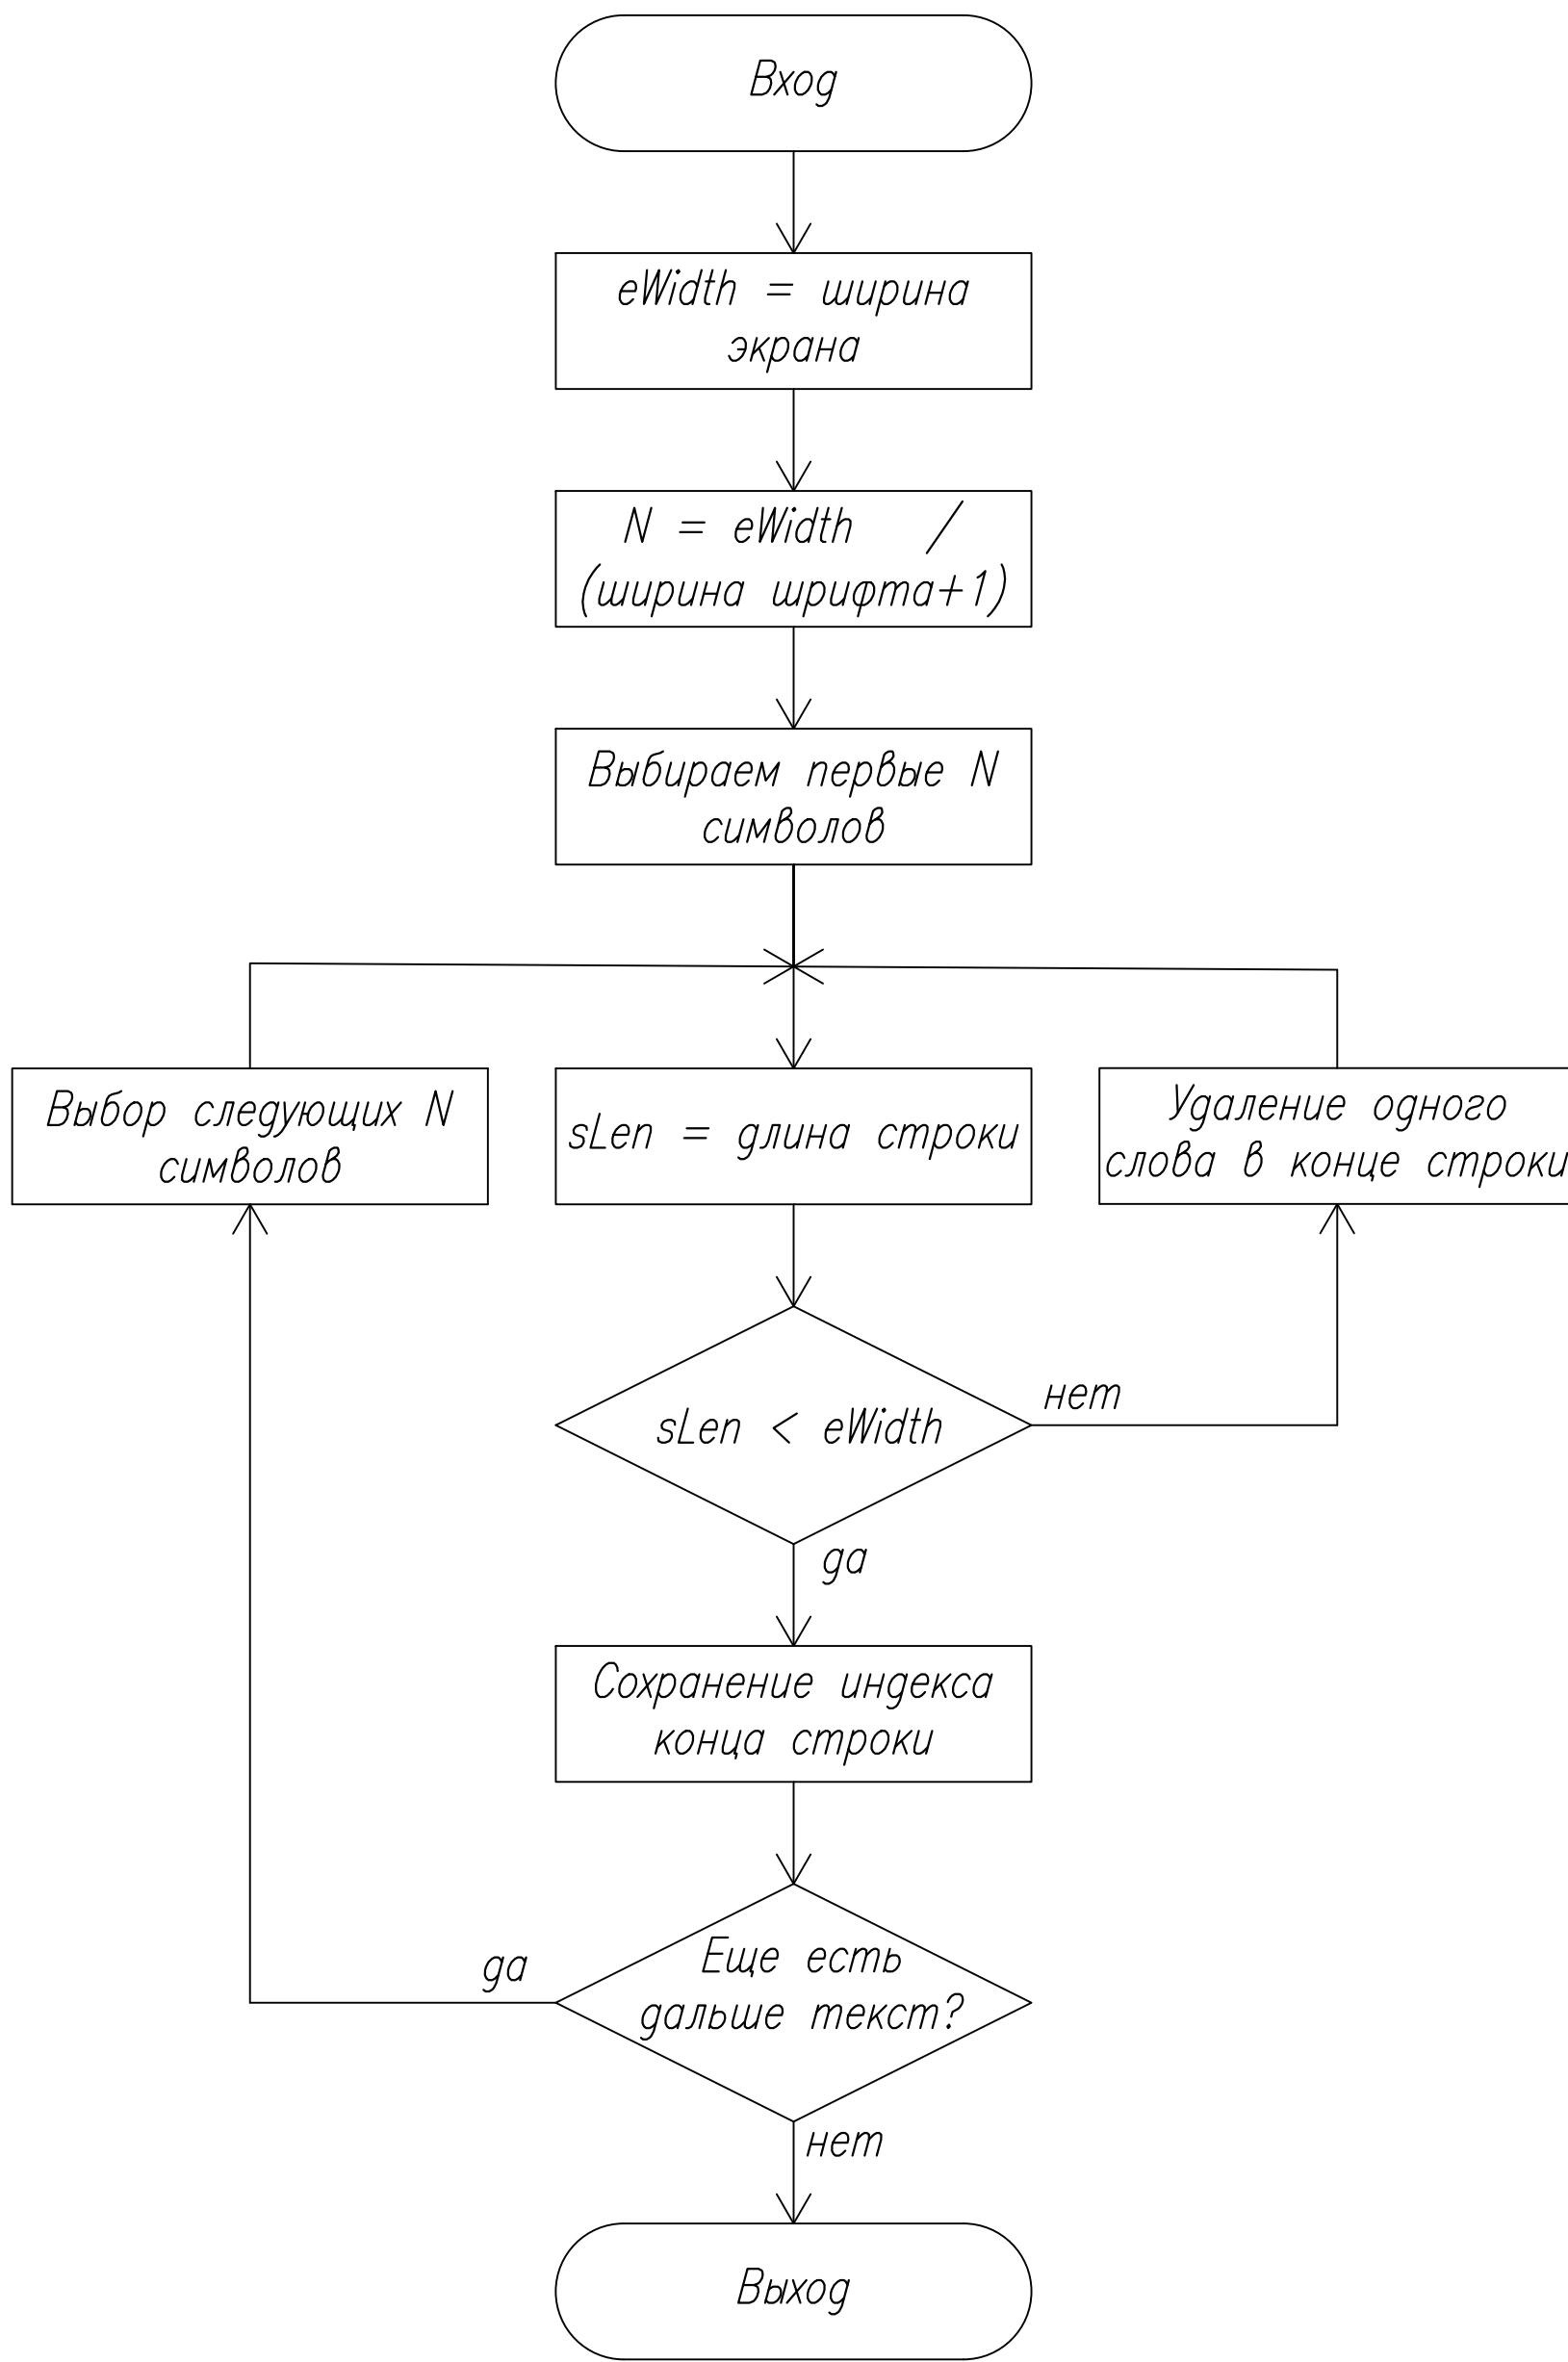 Вход
eWidth = ширина
экрана
N = eWidth /
(ширина шрифта+1)
Выбираем первые N
символов
Выбор следующих N
символов
sLen = длина строки
Удаление одного
слова в конце строки
sLen < eWidth
нет
да
Сохранение индекса
конца строки
Еще есть
дальше текст?
да
нет
Выход